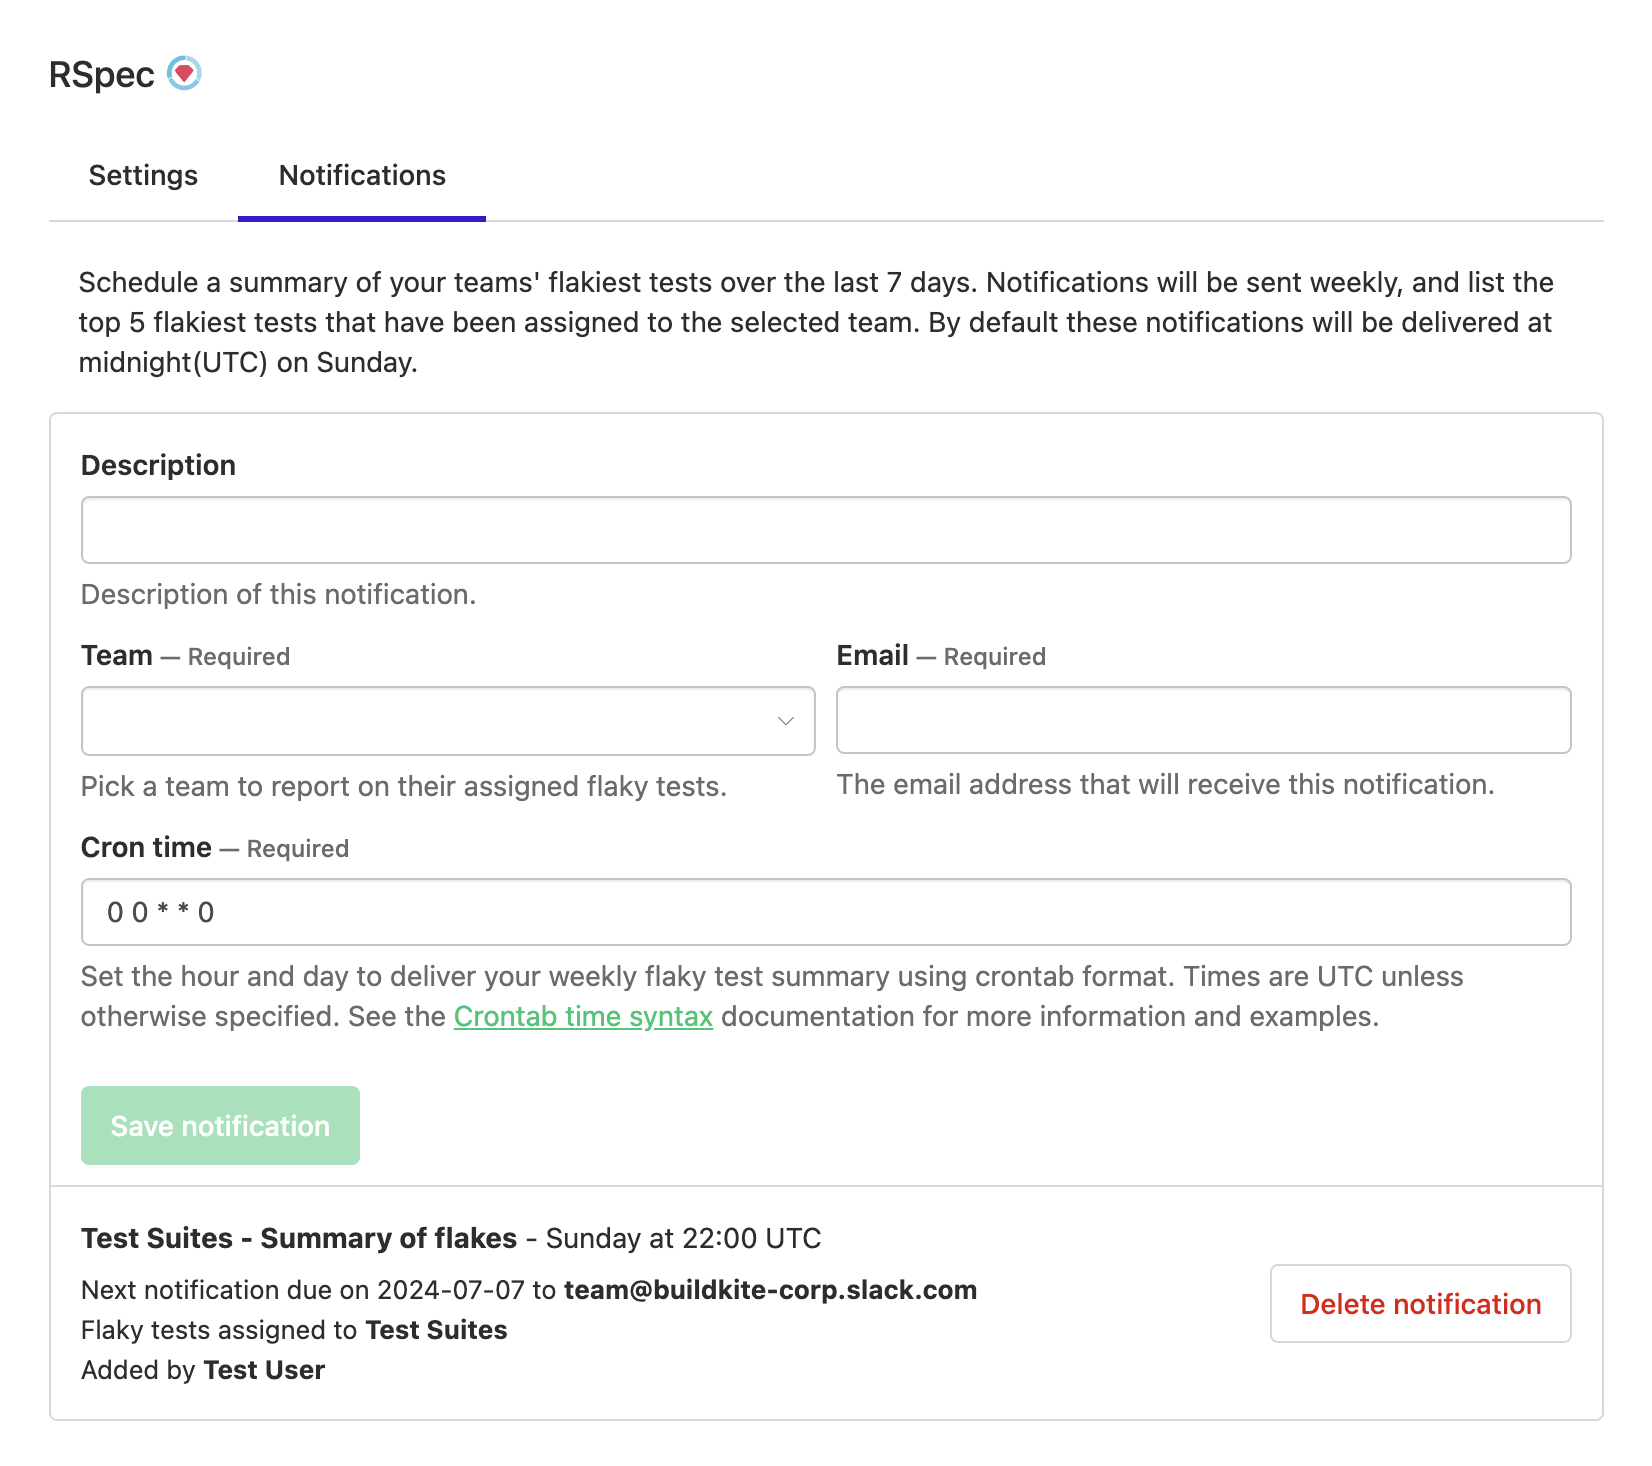 RSpec
Settings
Notifications
Schedule a summary of your teams' flakiest tests over the last 7 days. Notifications will be sent weekly, and list the
top 5 flakiest tests that have been assigned to the selected team. By default these notifications will be delivered at
midnight(UTC) on Sunday.
Description
Description of this notification.
Team — Required
Email — Required
Pick a team to report on their assigned flaky tests.
The email address that will receive this notification.
Cron time — Required
0 0 * * 0
Set the hour and day to deliver your weekly flaky test summary using crontab format. Times are UTC unless
otherwise specified. See the Crontab time syntax documentation for more information and examples.
Save notification
Test Suites - Summary of flakes - Sunday at 22:00 UTC
Next notification due on 2024-07-07 to team@buildkite-corp.slack.com
Flaky tests assigned to Test Suites
Added by Test User
Delete notification